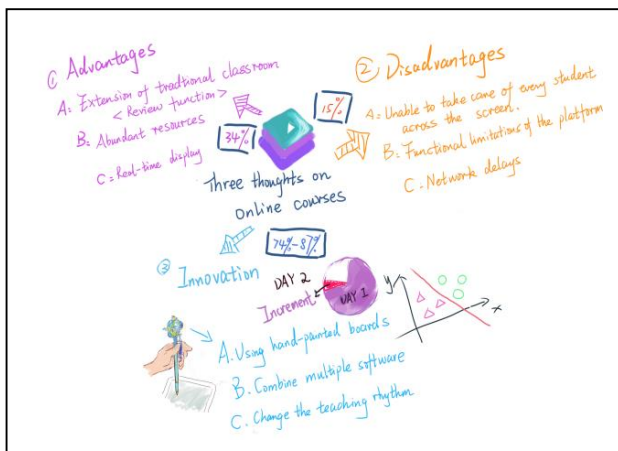 ① Advantages
A: Extension of tradtional classroom
< Review function >
B: Abundant resources
C: Real-time display
34%
15%
② Disadvantages
A: Unable to take care of every student
across the screen.
B: Functional limitations of the platform
C. Network delays
Three thoughts on
online courses
74%-87%
③ Innovation
DAY 2
Increment
DAY 1
y
x
A. Using hand-painted boards
B. Combine multiple software
C. Change the teaching rhythm